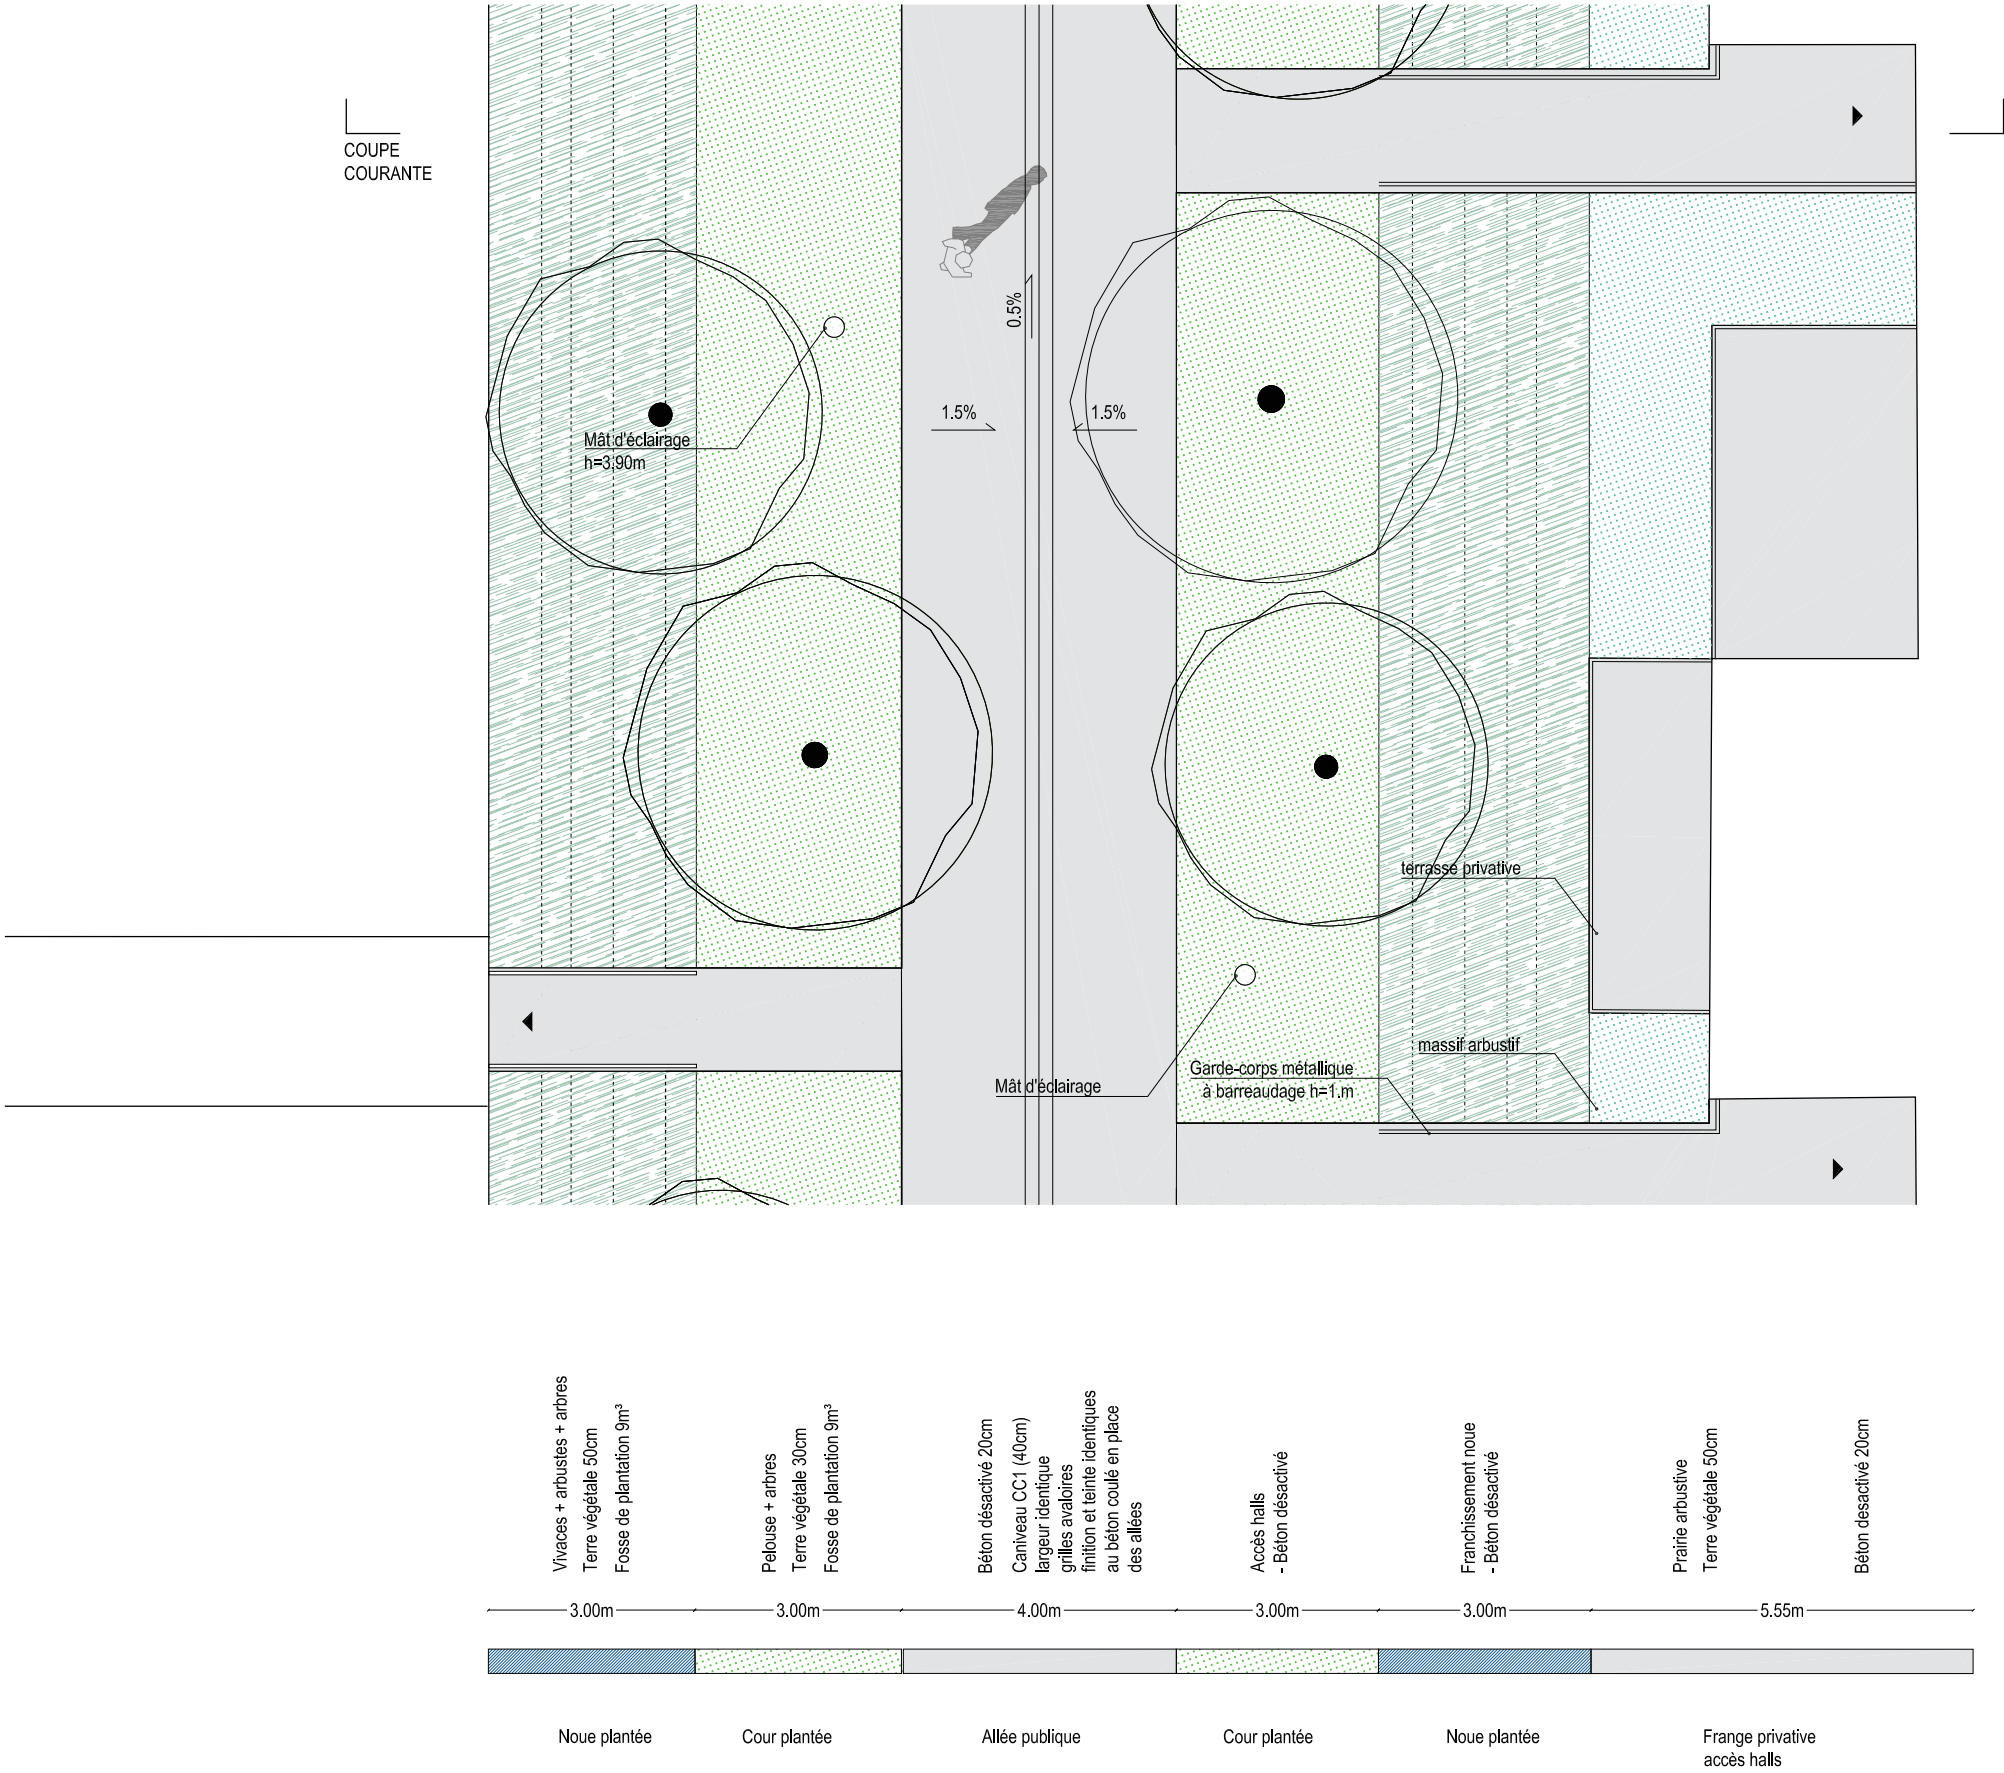 COUPE
COURANTE
0.5%
1.5%
1.5%
Mât d'éclairage
h=3.90m
terrasse privative
massif arbustif
Garde-corps métallique
à barreaudage h=1.m
Mât d'éclairage
Vivaces + arbustes + arbres
Terre végétale 50cm
Fosse de plantation 9m³
Pelouse + arbres
Terre végétale 30cm
Fosse de plantation 9m³
Béton désactivé 20cm
Caniveau CC1 (40cm)
largeur identique
grilles avaloires
finition et teinte identiques
au béton coulé en place
des allées
Accès halls
- Béton désactivé
Franchissement noue
- Béton désactivé
Prairie arbustive
Terre végétale 50cm
Béton desactivé 20cm
3.00m
3.00m
4.00m
3.00m
3.00m
5.55m
Noue plantée
Cour plantée
Allée publique
Cour plantée
Noue plantée
Frange privative
accès halls